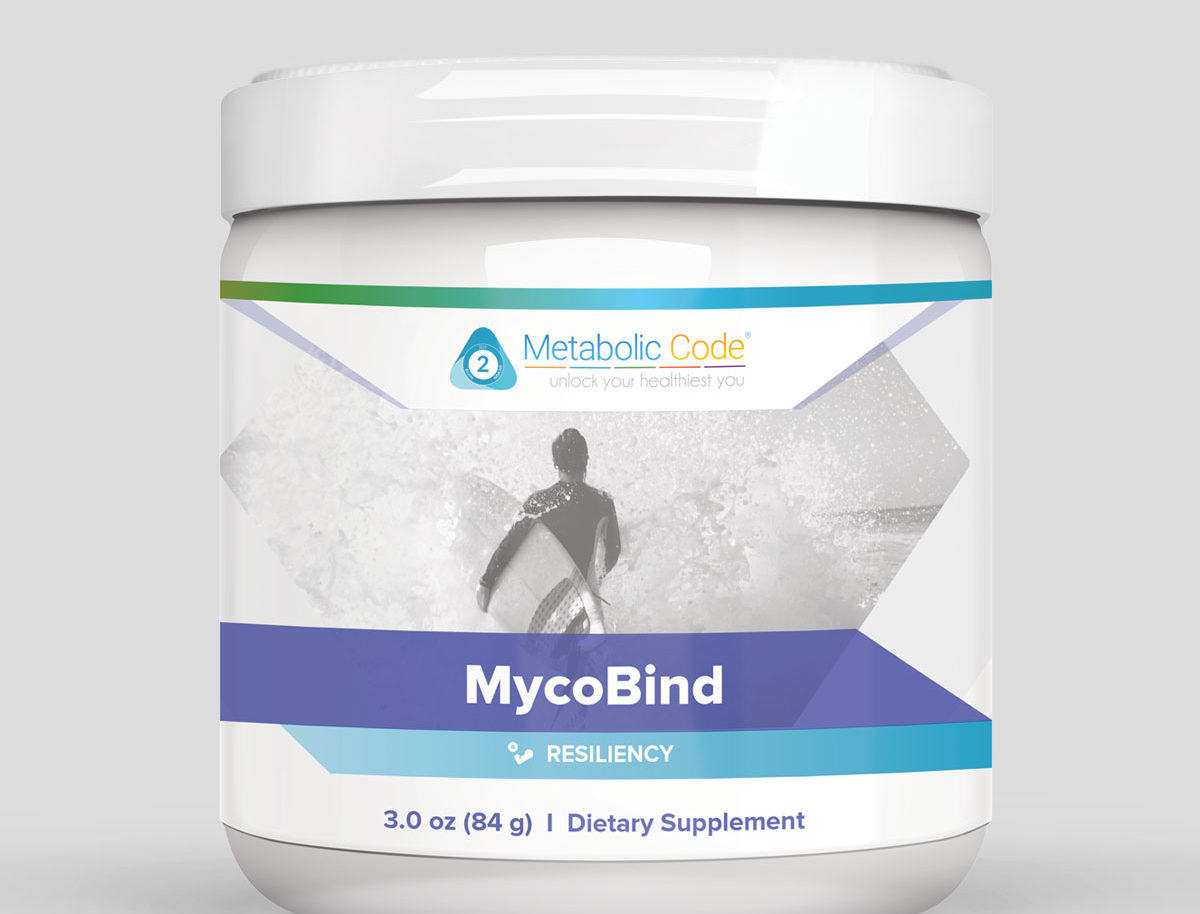 2
Metabolic Code®
unlock your healthiest you
MycoBind
RESILIENCY
3.0 oz (84 g) | Dietary Supplement